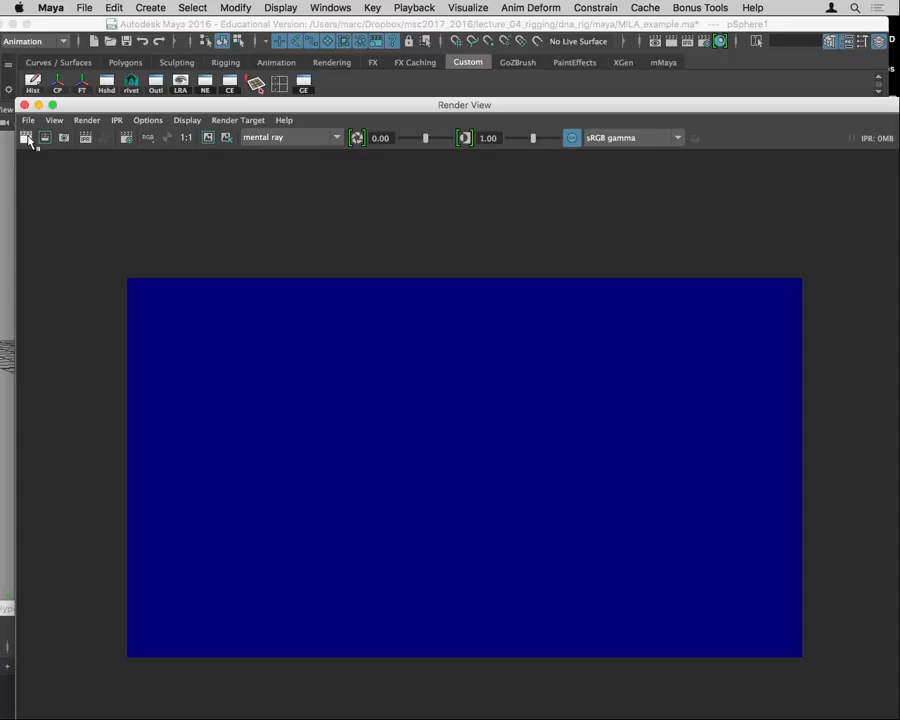 Maya File Edit Create Select Modify Display Windows Key Playback Visualize Anim Deform Constrain Cache Bonus Tools Help
Autodesk Maya 2016 - Educational Version: /Users/marc/Dropbox/msc2017_2016/lecture_04_rigging/dna_rig/maya/MILA_example.ma* --- pSphere1
Animation No Live Surface
Curves / Surfaces Polygons Sculpting Rigging Animation Rendering FX FX Caching Custom GoZBrush PaintEffects XGen mMaya
Hist CP FT Hshd rivet Outl LRA NE CE GE
Render View
File View Render IPR Options Display Render Target Help
IPR RGB 1:1 mental ray 0.00 1.00 sRGB gamma IPR: 0MB